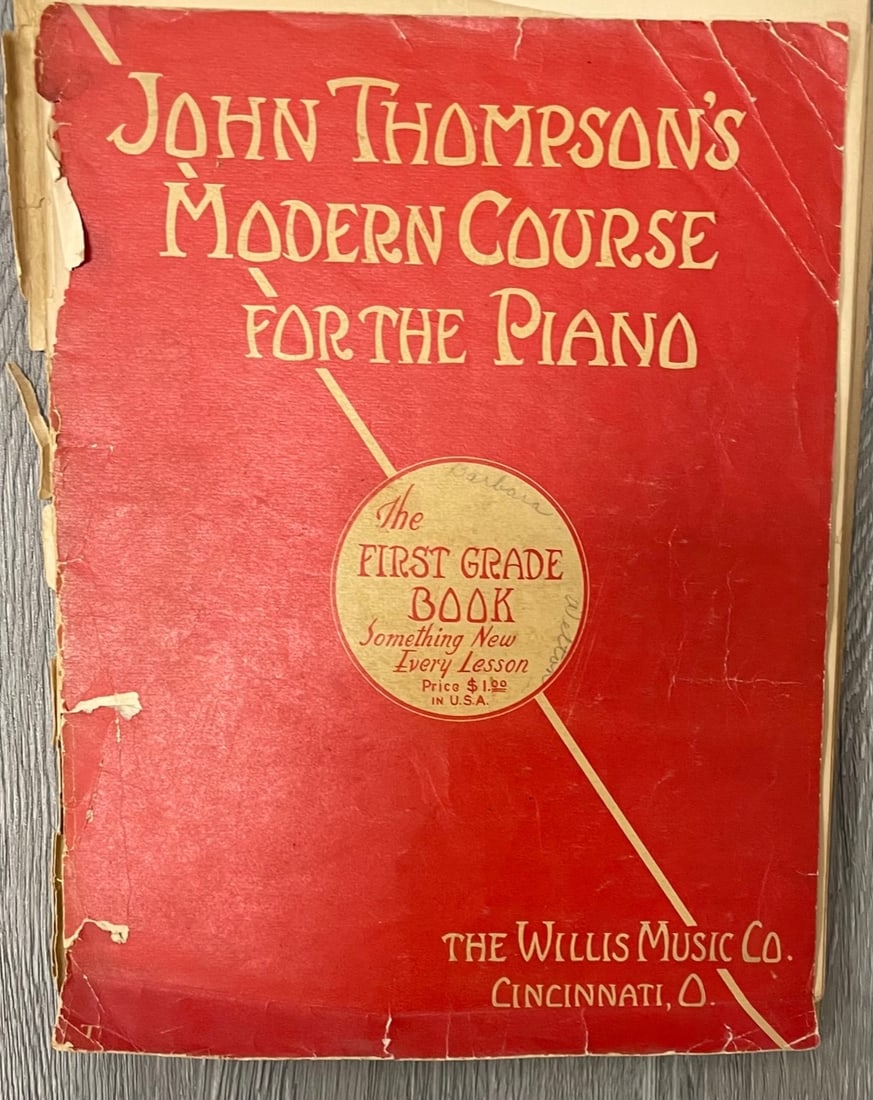 JOHN THOMPSON'S
MODERN COURSE
FOR THE PIANO
Barbara
Welton
The
FIRST GRADE
BOOK
Something New
Every Lesson
Price $1.00
IN U.S.A.
THE WILLIS MUSIC CO.
CINCINNATI, O.
T